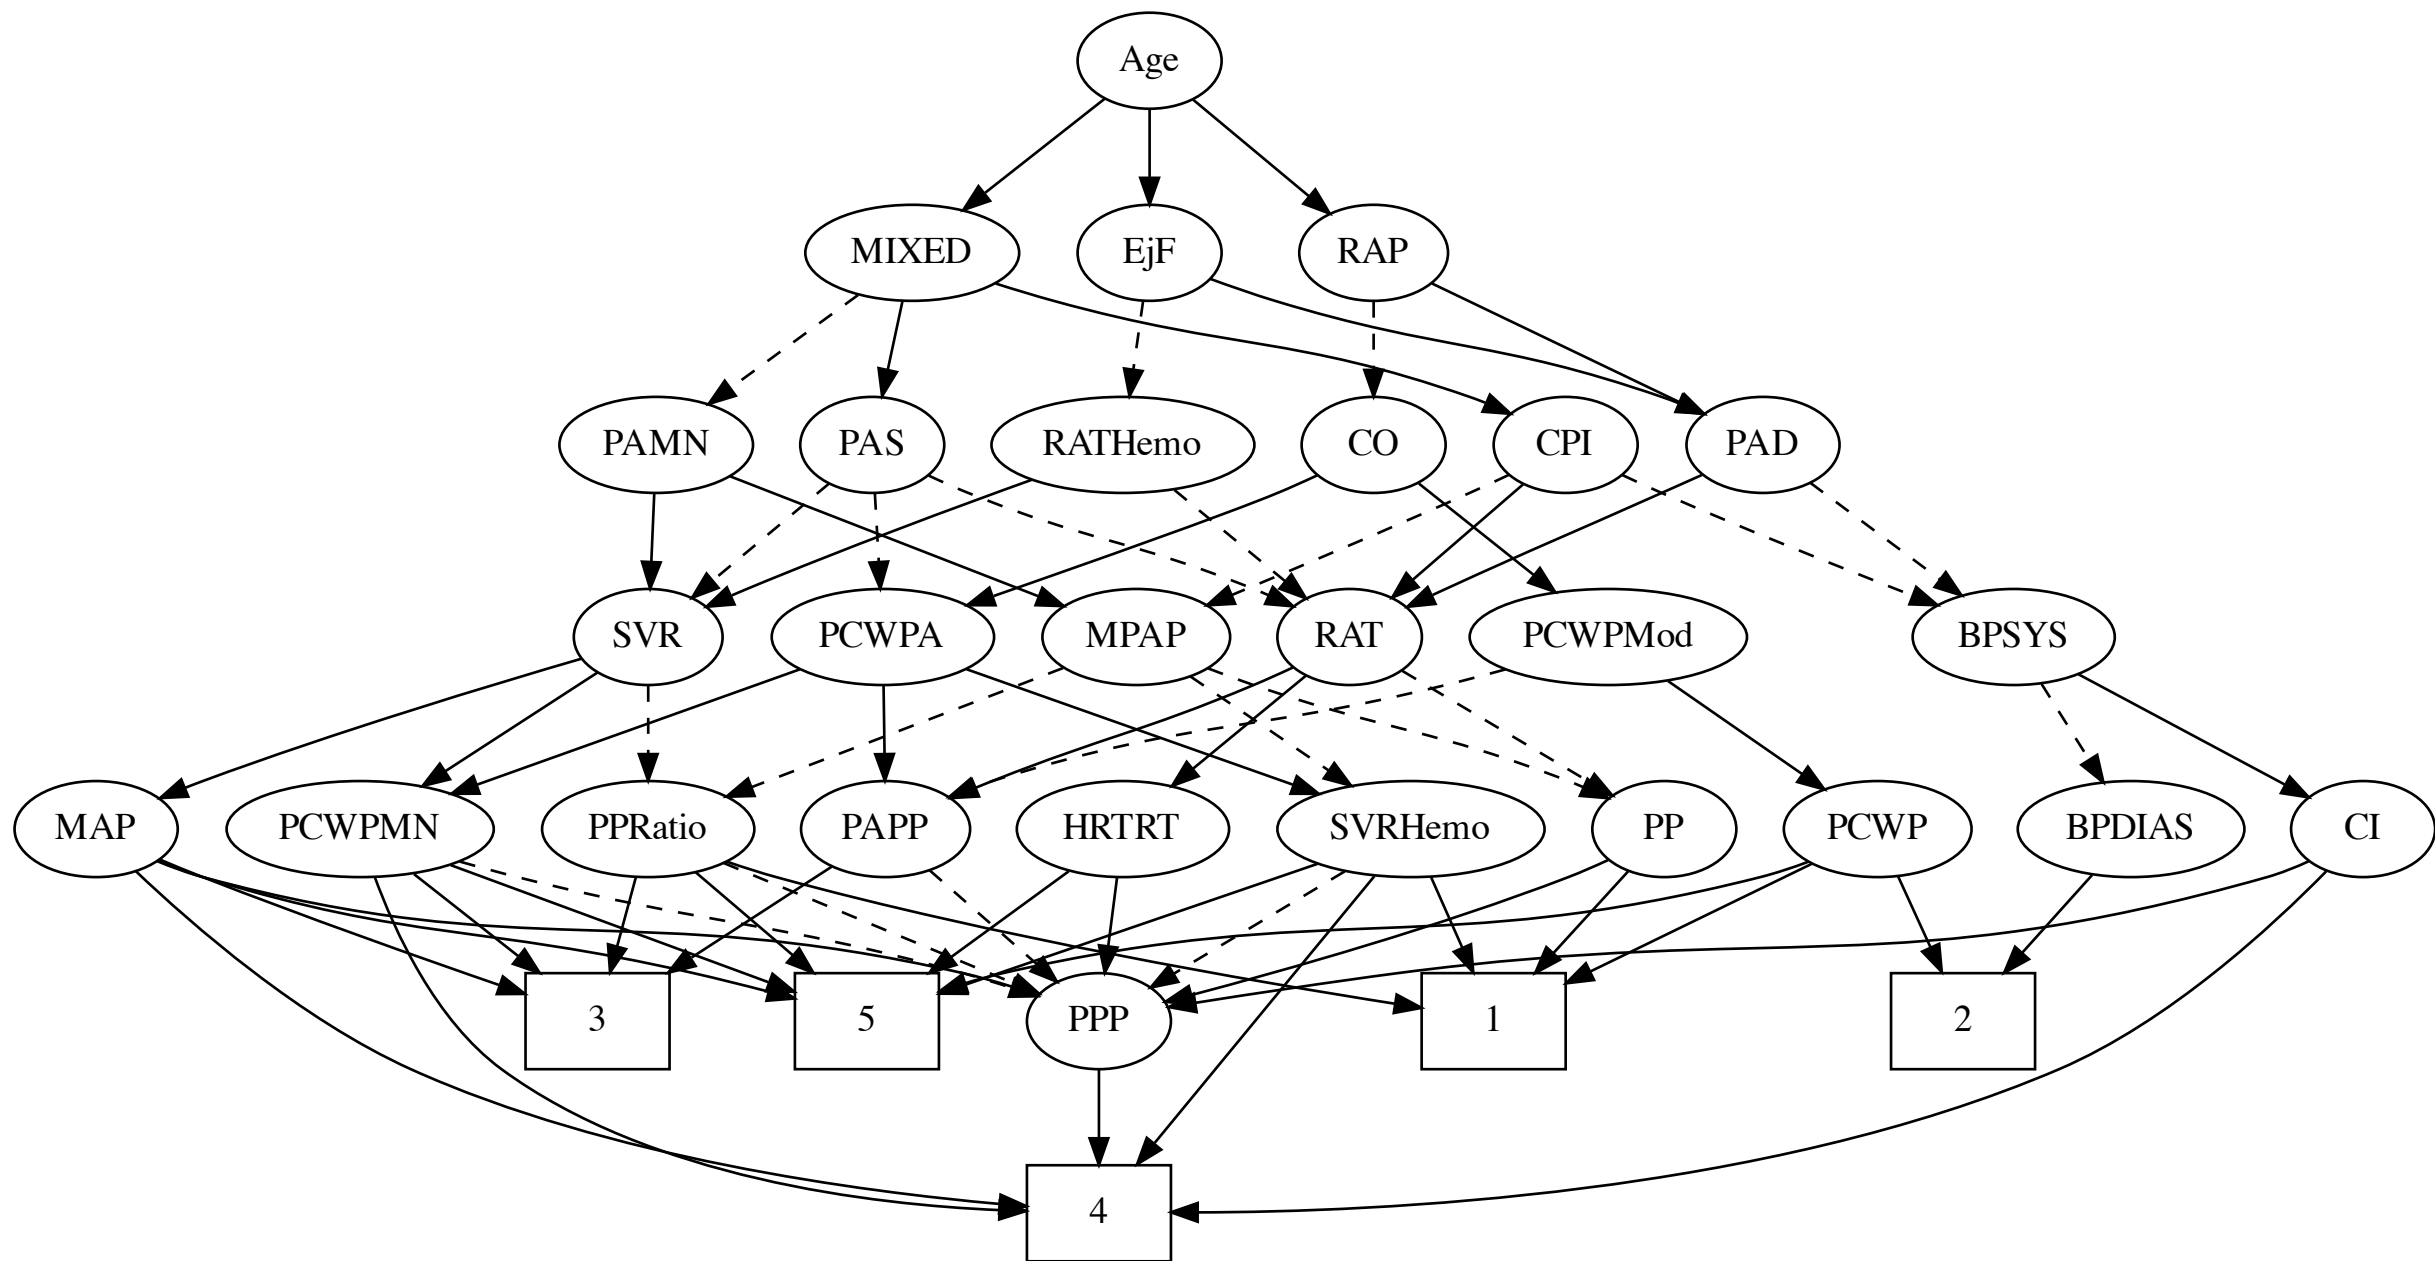 Age
MIXED
EjF
RAP
PAMN
PAS
RATHemo
CO
CPI
PAD
SVR
PCWPA
MPAP
RAT
PCWPMod
BPSYS
MAP
PCWPMN
PPRatio
PAPP
HRTRT
SVRHemo
PP
PCWP
BPDIAS
CI
3
5
PPP
1
2
4